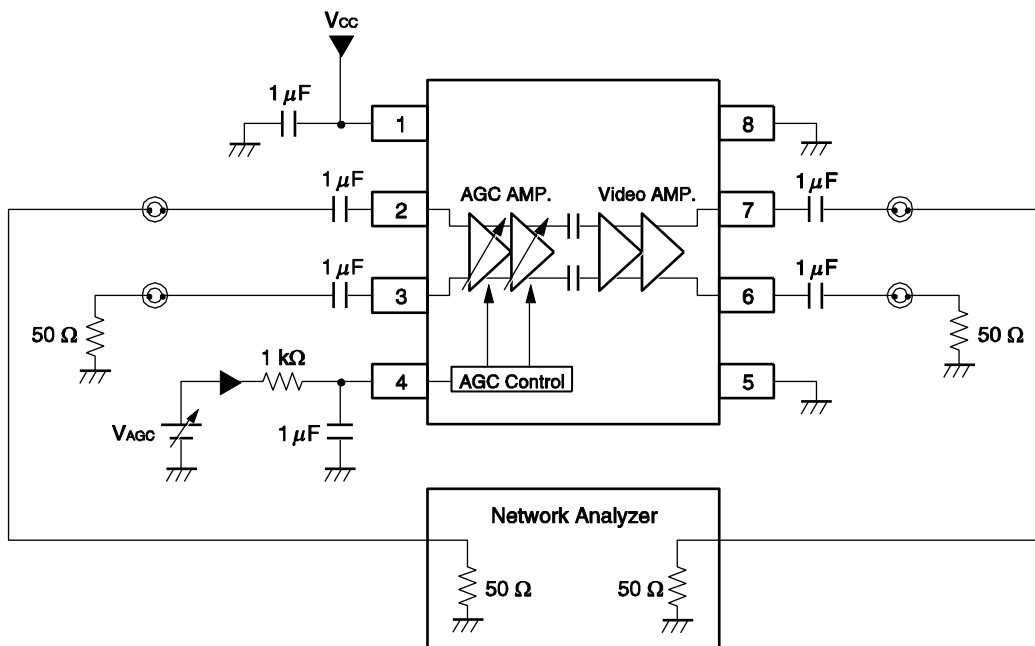 VCC
1 μF
1
8
1 μF
2
AGC AMP.
Video AMP.
7
1 μF
1 μF
3
6
1 μF
50 Ω
50 Ω
1 kΩ
4
AGC Control
5
VAGC
1 μF
Network Analyzer
50 Ω
50 Ω